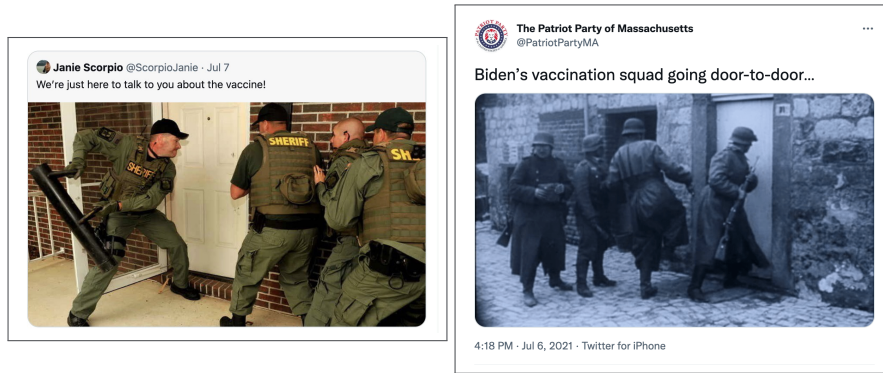 Janie Scorpio @ScorpioJanie · Jul 7
We're just here to talk to you about the vaccine!
SHERIFF
SHERIFF
SH
PATRIOT PARTY
The Patriot Party of Massachusetts
@PatriotPartyMA
Biden's vaccination squad going door-to-door...
4:18 PM · Jul 6, 2021 · Twitter for iPhone